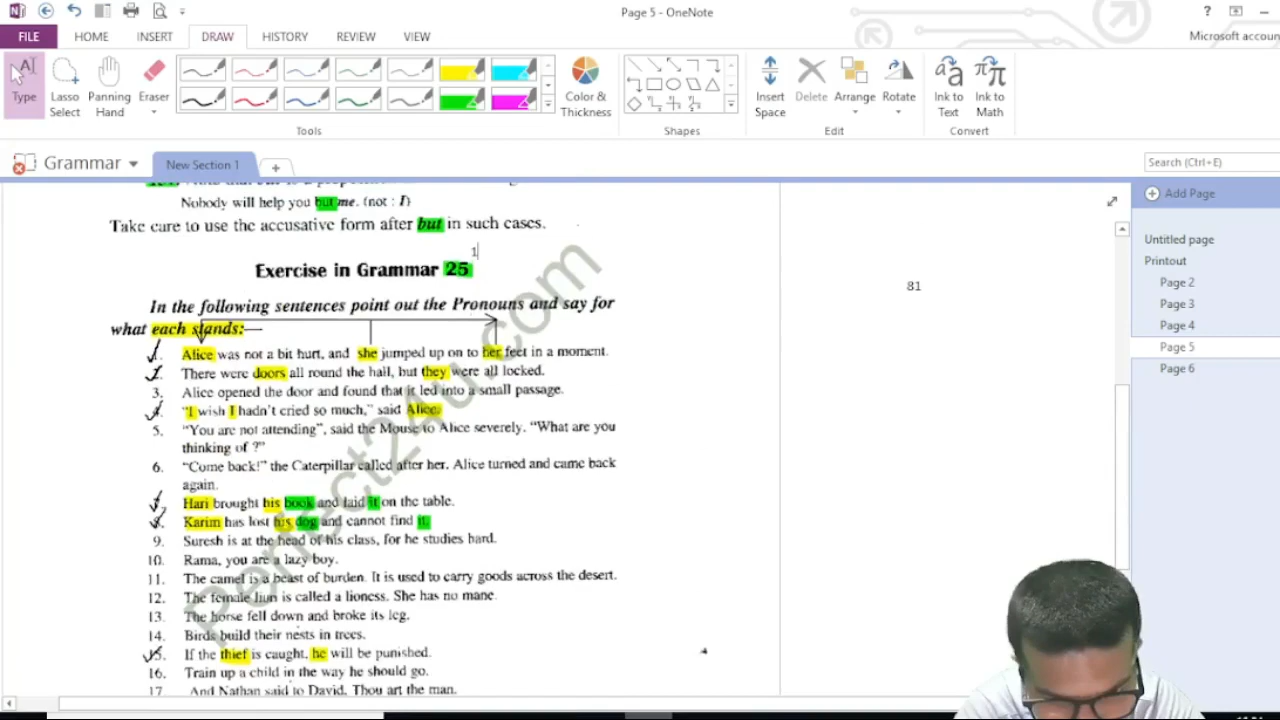 Page 5 - OneNote
?
FILE HOME INSERT DRAW HISTORY REVIEW VIEW
Microsoft accoun
Type
Lasso Select
Panning Hand
Eraser
Color & Thickness
Insert Space
Delete
Arrange
Rotate
Ink to Text
Ink to Math
Tools
Shapes
Edit
Convert
Grammar
New Section 1
Search (Ctrl+E)
Add Page
Untitled page
Printout
Page 2
Page 3
Page 4
Page 5
Page 6
Nobody will help you but me. (not : I)
Take cure to use the accusative form after but in such cases.
1
Exercise in Grammar 25
In the following sentences point out the Pronouns and say for
what each stands:—
1. Alice was not a bit hurt, and she jumped up on to her feet in a moment.
2. There were doors all round the hall, but they were all locked.
3. Alice opened the door and found that it led into a small passage.
4. "I wish I hadn't cried so much," said Alice.
5. "You are not attending", said the Mouse to Alice severely. "What are you
thinking of ?"
6. "Come back!" the Caterpillar called after her. Alice turned and came back
again.
7. Hari brought his book and laid it on the table.
8. Karim has lost his dog and cannot find it.
9. Suresh is at the head of his class, for he studies hard.
10. Rama, you are a lazy boy.
11. The camel is a beast of burden. It is used to carry goods across the desert.
12. The female lion is called a lioness. She has no mane.
13. The horse fell down and broke its leg.
14. Birds build their nests in trees.
15. If the thief is caught, he will be punished.
16. Train up a child in the way he should go.
17. And Nathan said to David, Thou art the man.
81
Perfect24u.com